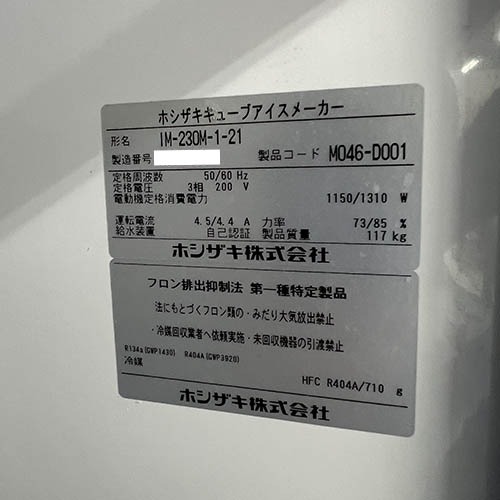 ホシザキキューブアイスメーカー
形名 IM-230M-1-21
製造番号 製品コード M046-D001
定格周波数 50/60 Hz
定格電圧 3相 200 V
電動機定格消費電力 1150/1310 W
運転電流 4.5/4.4 A 力率 73/85 %
給水装置 自己認証 製品質量 117 kg
ホシザキ株式会社
フロン排出抑制法 第一種特定製品
法にもとづくフロン類の・みだり大気放出禁止
・冷媒回収業者へ依頼実施・未回収機器の引渡禁止
R134a(GWP1430) R404A(GWP3920)
冷媒 HFC R404A/710 g
ホシザキ株式会社